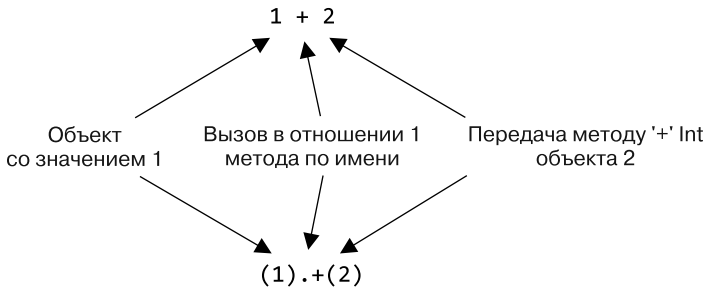 1 + 2
Объект
со значением 1
Вызов в отношении 1
метода по имени
Передача методу '+' Int
объекта 2
(1).+(2)